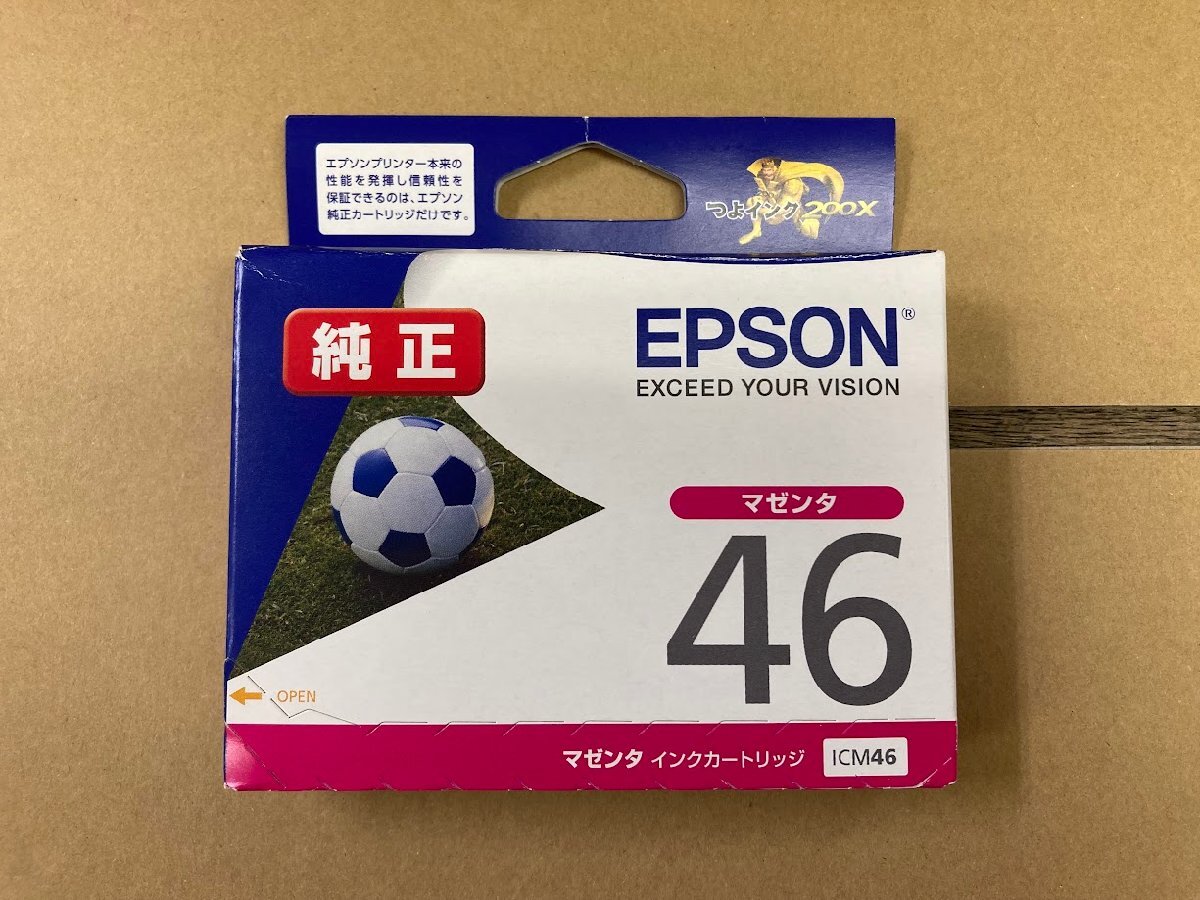 エプソンプリンター本来の
性能を発揮し信頼性を
保証できるのは、エプソン
純正カートリッジだけです。
つよインク200X
純正
EPSON®
EXCEED YOUR VISION
マゼンタ
46
OPEN
マゼンタ インクカートリッジ ICM46